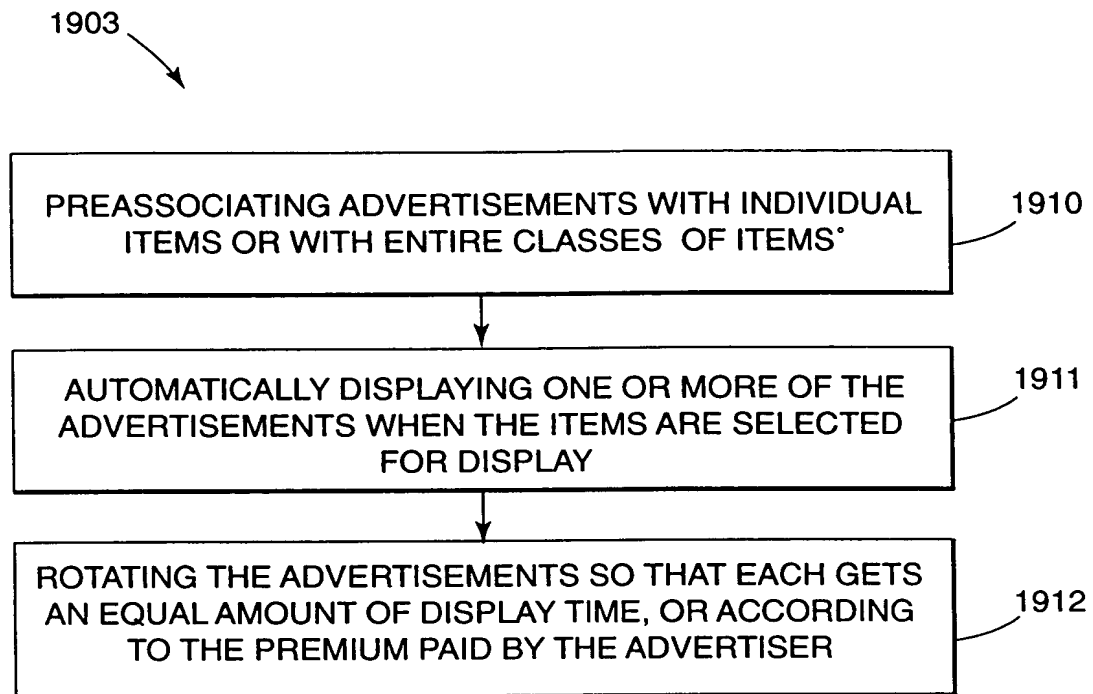 1903
PREASSOCIATING ADVERTISEMENTS WITH INDIVIDUAL
ITEMS OR WITH ENTIRE CLASSES OF ITEMS°
1910
AUTOMATICALLY DISPLAYING ONE OR MORE OF THE
ADVERTISEMENTS WHEN THE ITEMS ARE SELECTED
FOR DISPLAY
1911
ROTATING THE ADVERTISEMENTS SO THAT EACH GETS
AN EQUAL AMOUNT OF DISPLAY TIME, OR ACCORDING
TO THE PREMIUM PAID BY THE ADVERTISER
1912